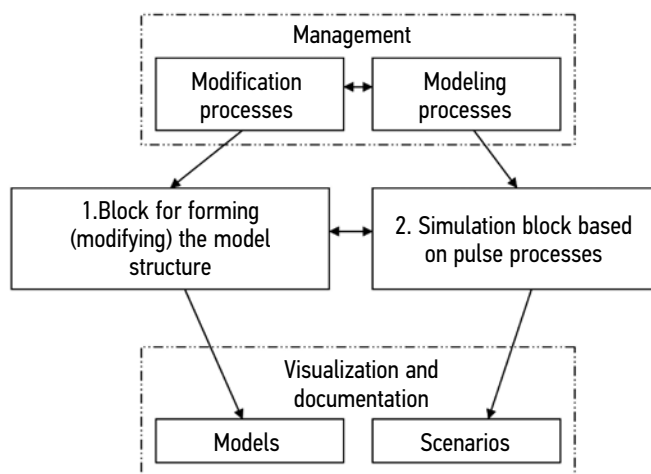 Management
Modification
processes
Modeling
processes
1.Block for forming
(modifying) the model
structure
2. Simulation block based
on pulse processes
Visualization and
documentation
Models
Scenarios